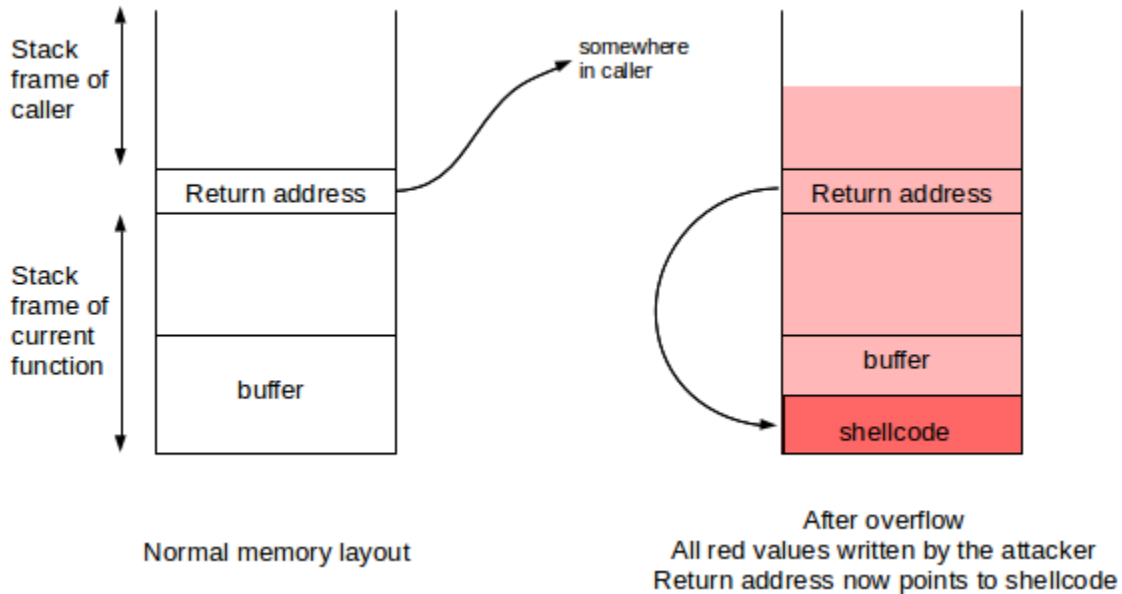 Stack
frame of
caller
somewhere
in caller
Return address
Stack
frame of
current
function
buffer
Normal memory layout
Return address
buffer
shellcode
After overflow
All red values written by the attacker
Return address now points to shellcode